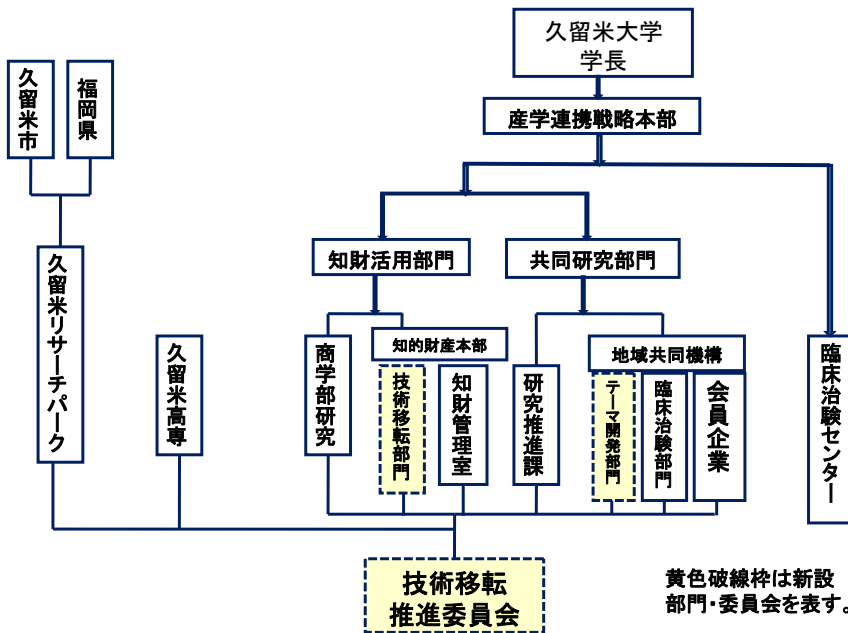 久留米大学
学長
産学連携戦略本部
久留米市
福岡県
知財活用部門
共同研究部門
久留米リサーチパーク
久留米高専
商学部研究
知的財産本部
技術移転部門
知財管理室
研究推進課
地域共同機構
テーマ開発部門
臨床治験部門
会員企業
臨床治験センター
技術移転
推進委員会
黄色破線枠は新設
部門・委員会を表す。